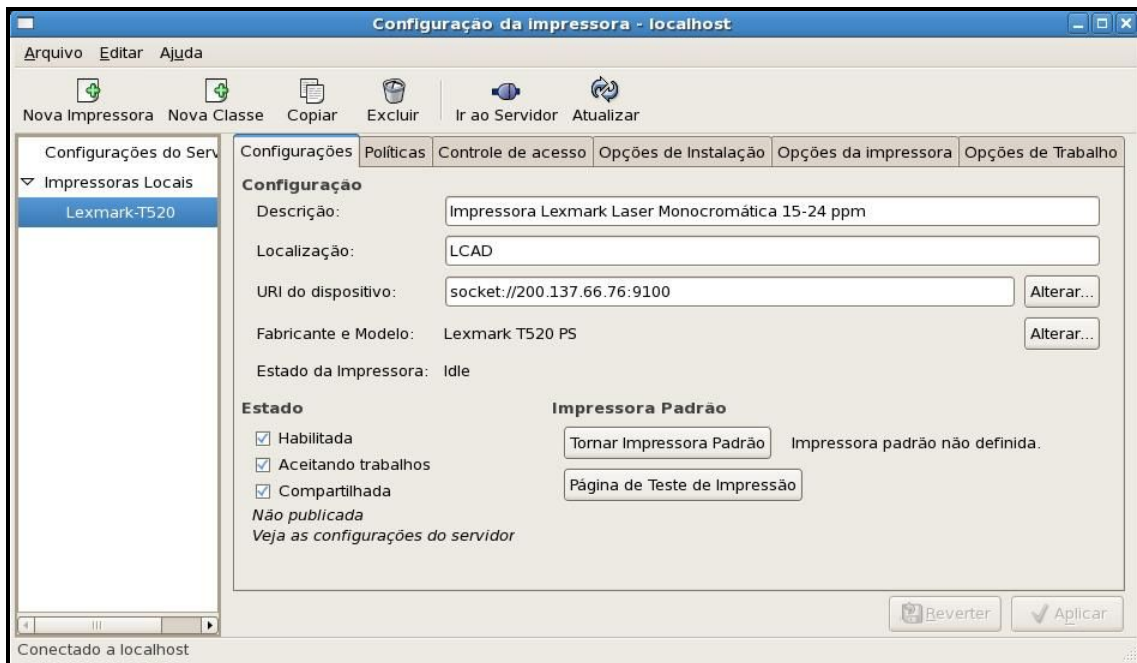 Configuração da impressora - localhost
Arquivo Editar Ajuda
Nova Impressora Nova Classe Copiar Excluir Ir ao Servidor Atualizar
Configurações do Serv
Impressoras Locais
Lexmark-T520
Configurações Políticas Controle de acesso Opções de Instalação Opções da impressora Opções de Trabalho
Configuração
Descrição: Impressora Lexmark Laser Monocromática 15-24 ppm
Localização: LCAD
URI do dispositivo: socket://200.137.66.76:9100 Alterar...
Fabricante e Modelo: Lexmark T520 PS Alterar...
Estado da Impressora: Idle
Estado Impressora Padrão
Habilitada Tornar Impressora Padrão Impressora padrão não definida.
Aceitando trabalhos
Compartilhada Página de Teste de Impressão
Não publicada
Veja as configurações do servidor
Reverter Aplicar
Conectado a localhost